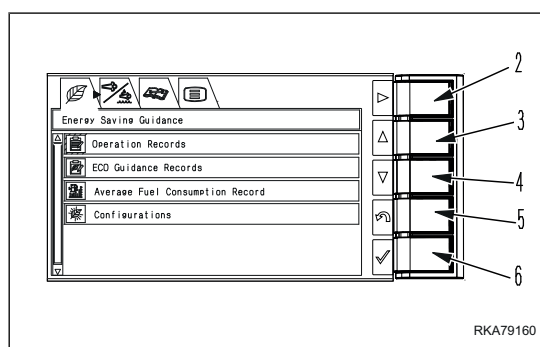 2
3
Energy Saving Guidance
Operation Records
ECO Guidance Records
4
Average Fuel Consumption Record
Configurations
5
6
RKA79160